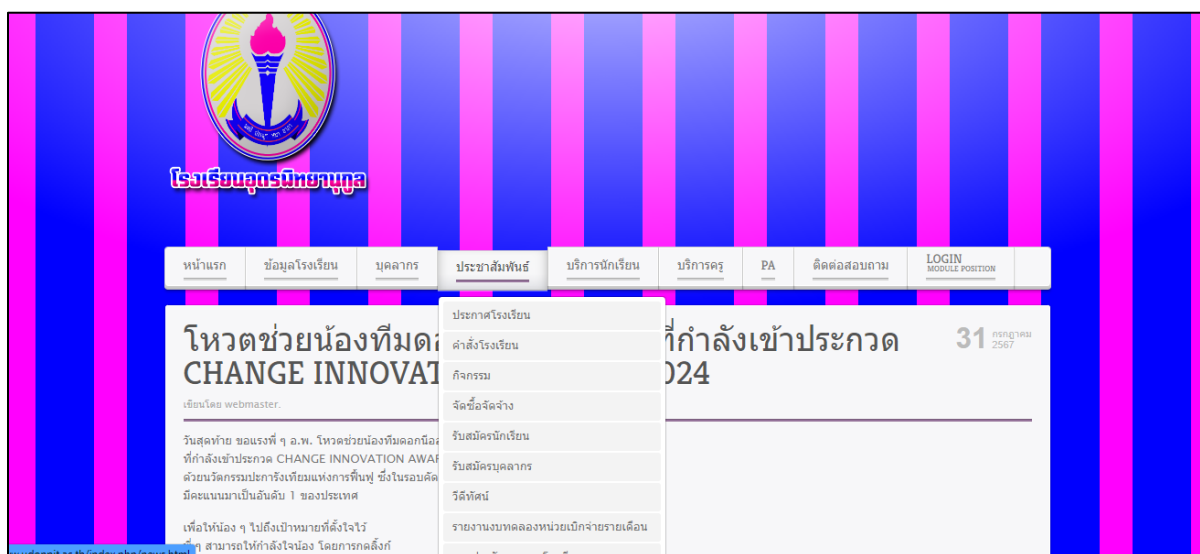 โรงเรียนอุดรพิทยานุกูล
หน้าแรก ข้อมูลโรงเรียน บุคลากร ประชาสัมพันธ์ บริการนักเรียน บริการครู PA ติดต่อสอบถาม LOGIN
MODULE POSITION
ประกาศโรงเรียน
คำสั่งโรงเรียน
กิจกรรม
จัดซื้อจัดจ้าง
รับสมัครนักเรียน
รับสมัครบุคลากร
วีดีทัศน์
รายงานงบทดลองหน่วยเบิกจ่ายรายเดือน
โหวตช่วยน้องทีม ที่กำลังเข้าประกวด
CHANGE
31 กรกฎาคม
2567
เขียนโดย webmaster.
วันสุดท้าย ขอแรงพี่ ๆ อ.พ. โหวตช่วยน้องทีมดอกนีออ
ที่กำลังเข้าประกวด CHANGE INNOVATION
ด้วยนวัตกรรมปะการังเทียมแห่งการฟื้นฟู ซึ่งในรอบคัด
มีคะแนนมาเป็นอันดับ 1 ของประเทศ
เพื่อให้น้อง ๆ ไปถึงเป้าหมายที่ตั้งใจไว้
สามารถให้กำลังใจน้อง โดยการกดลิ้งก์